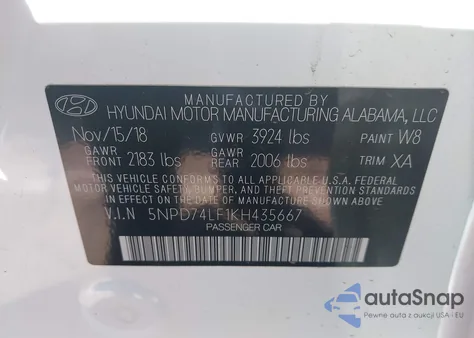 HYUNDAI MOTOR MANUFACTURING ALABAMA, LLC
Nov/15/18 GVWR 3924 lbs PAINT W8
GAWR FRONT 2183 lbs GAWR REAR 2006 lbs TRIM XA
THIS VEHICLE CONFORMS TO ALL APPLICABLE U.S.A. FEDERAL
MOTOR VEHICLE SAFETY, BUMPER, AND THEFT PREVENTION STANDARDS
IN EFFECT ON THE DATE OF MANUFACTURE SHOWN ABOVE.
V.I.N 5NPD74LF1KH435667
PASSENGER CAR
autoSnap
Pewne auta z aukcji USA i EU